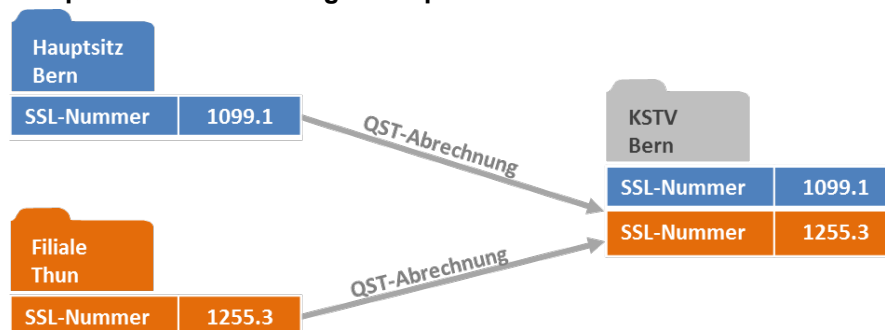 Hauptsitz
Bern
SSL-Nummer 1099.1
QST-Abrechnung
KSTV
Bern
SSL-Nummer 1099.1
SSL-Nummer 1255.3
Filiale
Thun
QST-Abrechnung
SSL-Nummer 1255.3